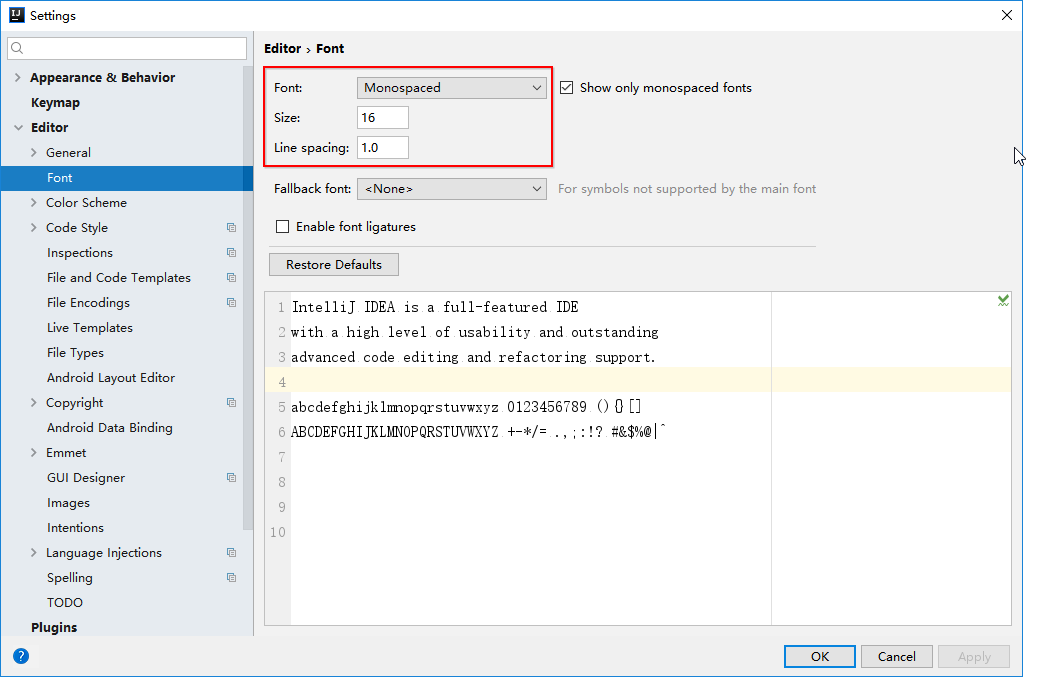 IJ Settings
Editor › Font
Appearance & Behavior
Keymap
Editor
General
Font
Color Scheme
Code Style
Inspections
File and Code Templates
File Encodings
Live Templates
File Types
Android Layout Editor
Copyright
Android Data Binding
Emmet
GUI Designer
Images
Intentions
Language Injections
Spelling
TODO
Plugins
Font: Monospaced Show only monospaced fonts
Size: 16
Line spacing: 1.0
Fallback font: <None> For symbols not supported by the main font
Enable font ligatures
Restore Defaults
1 IntelliJ IDEA is a full-featured IDE
2 with a high level of usability and outstanding
3 advanced code editing and refactoring support.
4
5 abcdefghijklmnopqrstuvwxyz 0123456789 (){}[]
6 ABCDEFGHIJKLMNOPQRSTUVWXYZ +-*/= .,;:!? #&$%@|^
7
8
9
10
? OK Cancel Apply